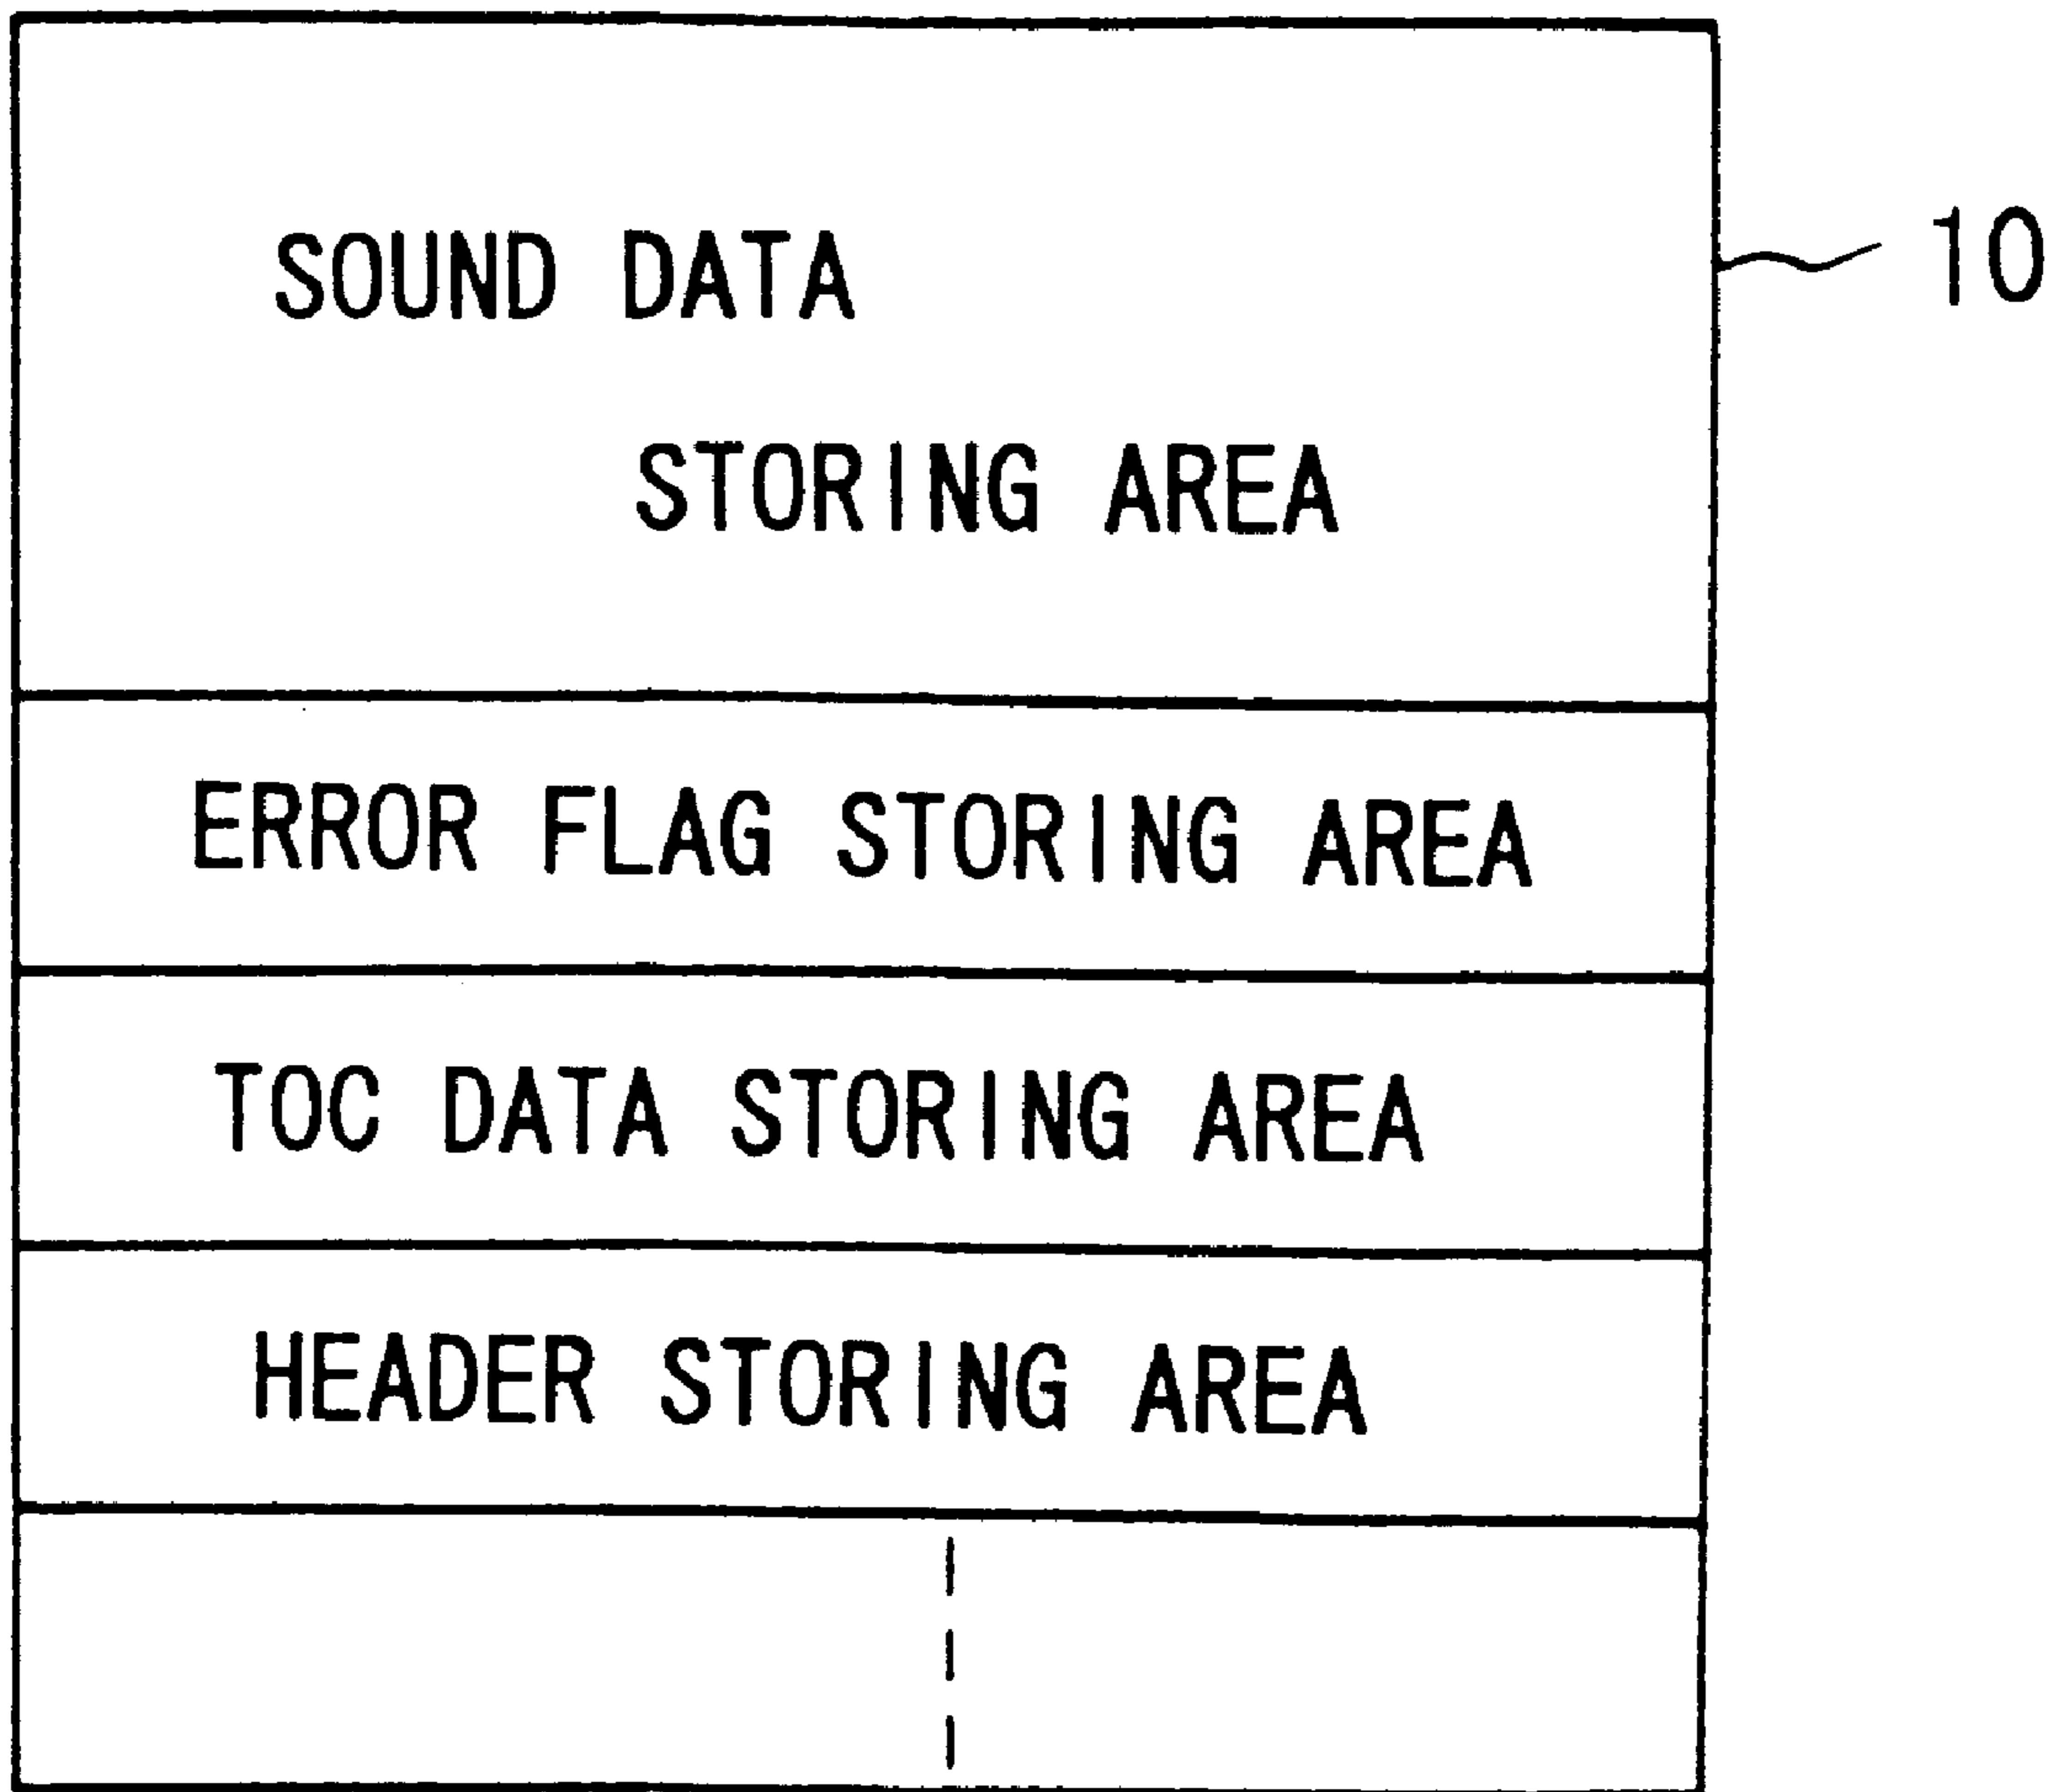 SOUND DATA
10
STORING AREA
ERROR FLAG STORING AREA
TOC DATA STORING AREA
HEADER STORING AREA